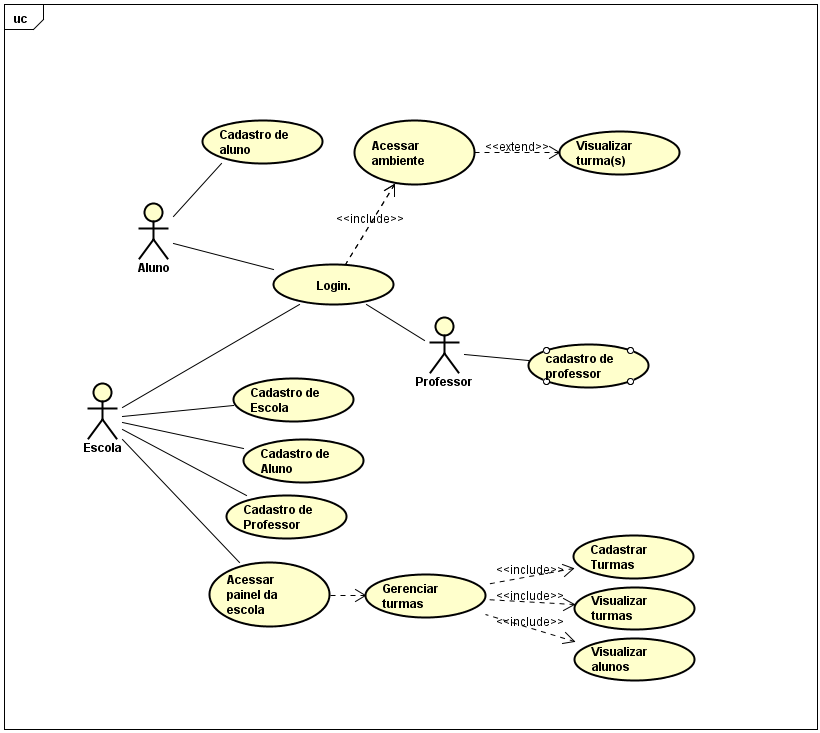 uc
Cadastro de
aluno
Acessar
ambiente
<<extend>>
Visualizar
turma(s)
<<include>>
Aluno
Login.
Professor
cadastro de
professor
Escola
Cadastro de
Escola
Cadastro de
Aluno
Cadastro de
Professor
Acessar
painel da
escola
Gerenciar
turmas
<<include>>
Cadastrar
Turmas
<<include>>
Visualizar
turmas
<<include>>
Visualizar
alunos